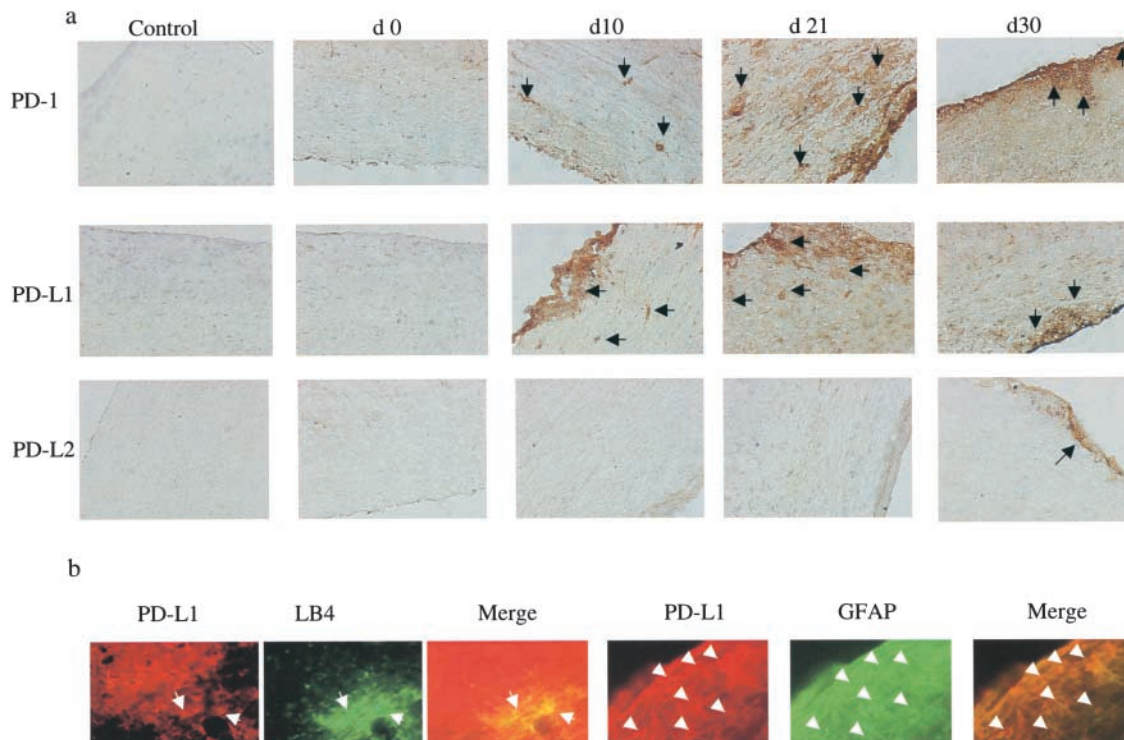 a
Control d 0 d10 d 21 d30
PD-1
PD-L1
PD-L2
b
PD-L1 LB4 Merge PD-L1 GFAP Merge